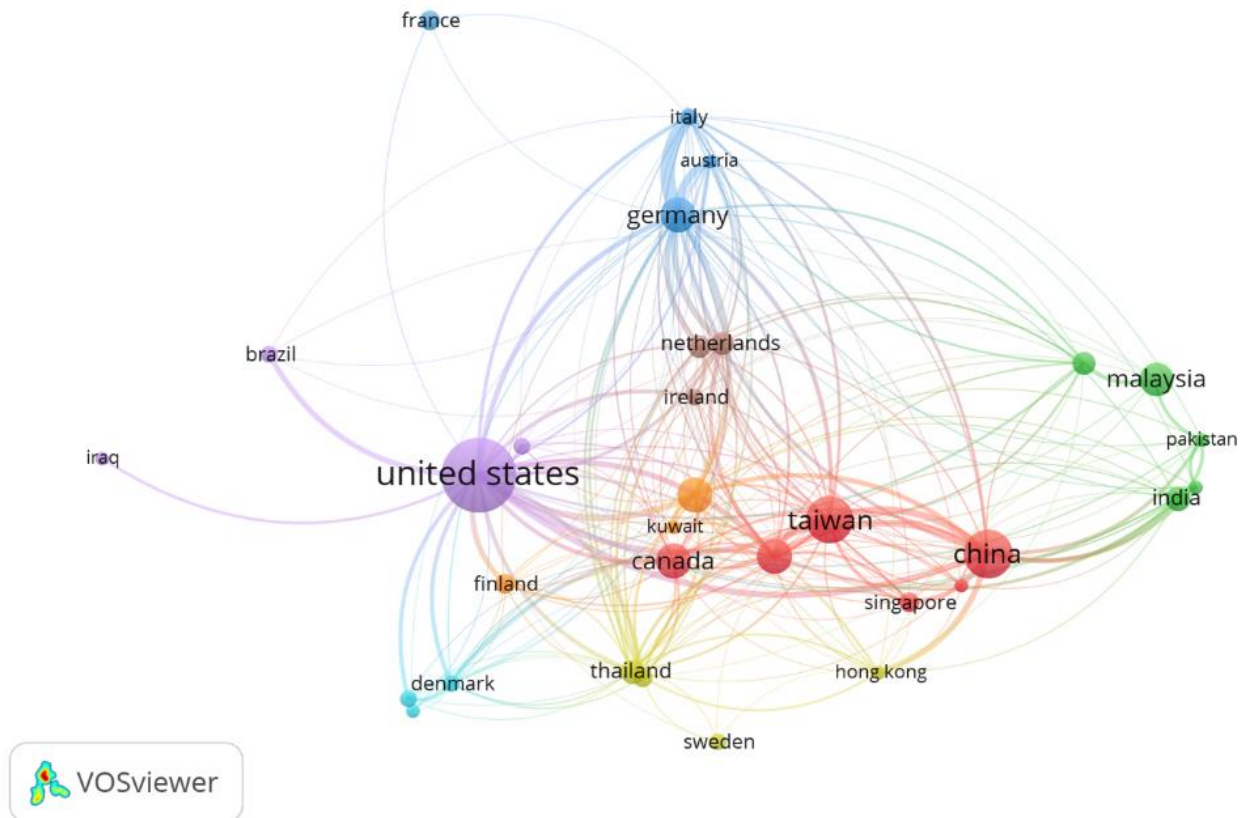 france
italy
austria
germany
netherlands
brazil
malaysia
ireland
pakistan
iraq
united states
india
kuwait
taiwan
canada
china
finland
singapore
thailand
hong kong
denmark
sweden
VOSviewer